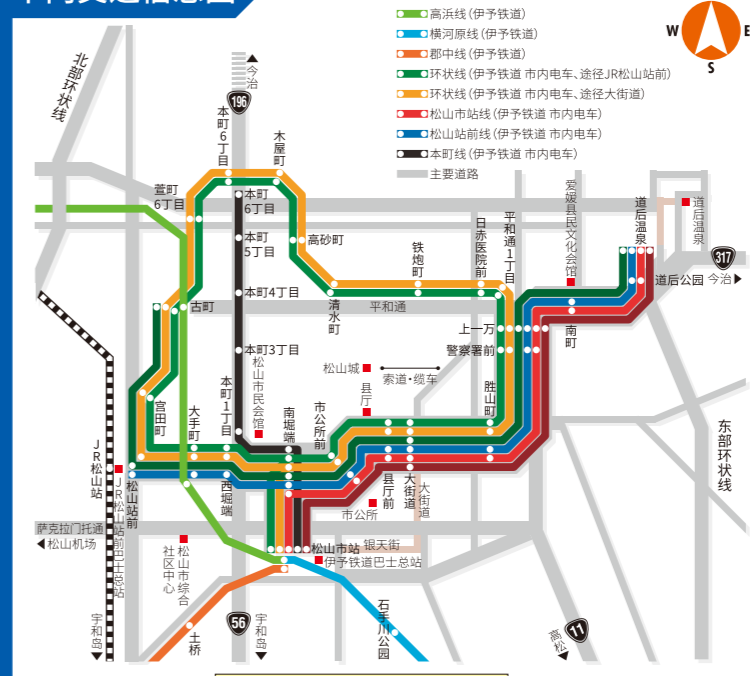 高浜线（伊予铁道）
横河原线（伊予铁道）
郡中线（伊予铁道）
环状线（伊予铁道 市内电车、途径JR松山站前）
环状线（伊予铁道 市内电车、途径大街道）
松山市站线（伊予铁道 市内电车）
松山站前线（伊予铁道 市内电车）
本町线（伊予铁道 市内电车）
主要道路
W
E
S
北部环状线
▲今治
196
本町6丁目
木屋町
萱町
6丁目
本町
6丁目
本町
5丁目
高砂町
铁炮町
日赤医院前
平和通1丁目
爱媛县民文化会馆
道后温泉
道后温泉
317
道后公园
今治▶
古町
本町4丁目
清水町
平和通
上一万
南町
警察署前
本町3丁目
松山城
索道·缆车
松山市民会馆
县厅
胜山町
宫田町
大手町
本町1丁目
南堀端
市公所前
JR松山站
JR松山站前巴士总站
松山站前
西堀端
县厅前
大街道
大街道
市公所
东部环状线
萨克拉门托通
◀松山机场
松山市综合
社区中心
松山市站
银天街
伊予铁道巴士总站
宇和岛▼
土桥
56
宇和岛▼
石手川公园
高松▼
11